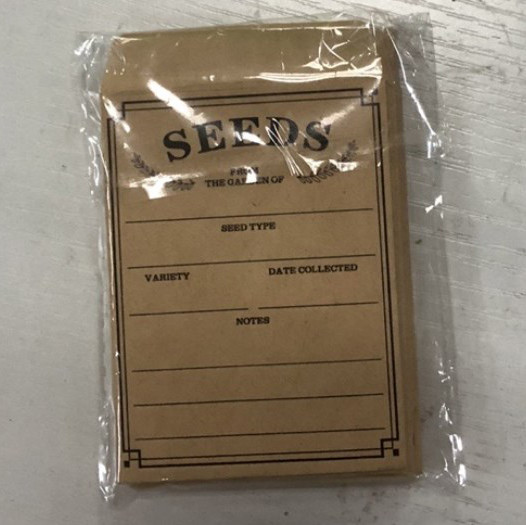 SEEDS
FROM
THE GARDEN OF
SEED TYPE
VARIETY DATE COLLECTED
NOTES